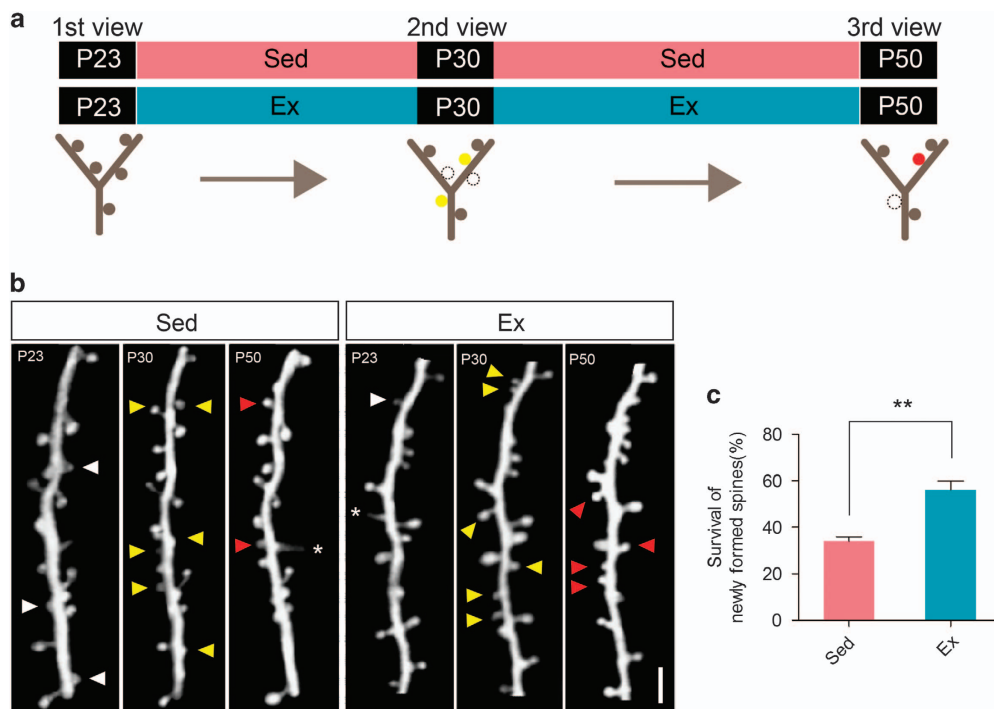 a
1st view 2nd view 3rd view
P23 Sed P30 Sed P50
P23 Ex P30 Ex P50
b
Sed Ex
P23 P30 P50 P23 P30 P50
*
*
c
**
80
60
40
20
0
Survival of
newly formed spines(%)
Sed Ex